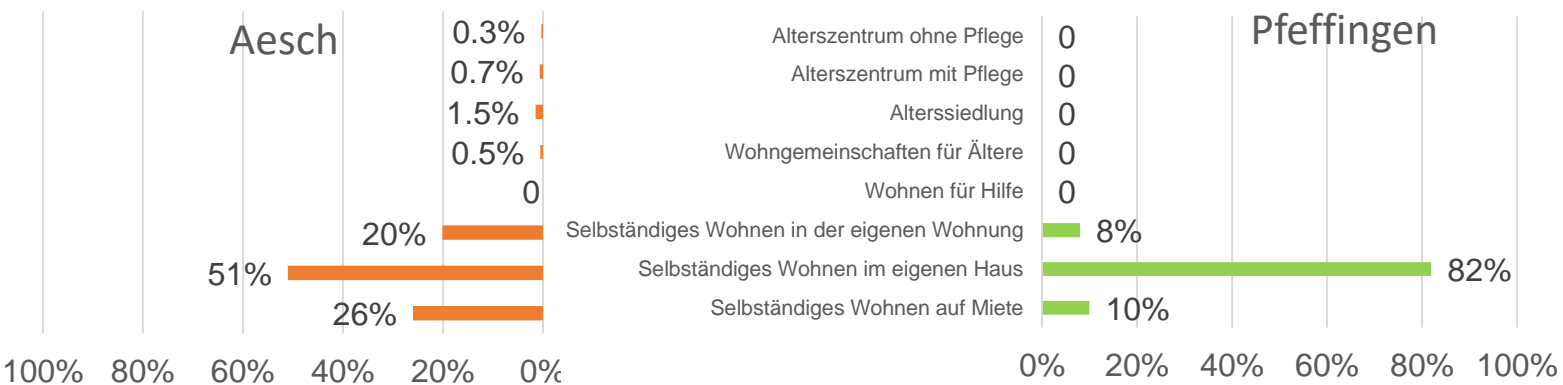 Aesch
Pfeffingen
0.3% Alterszentrum ohne Pflege 0
0.7% Alterszentrum mit Pflege 0
1.5% Alterssiedlung 0
0.5% Wohngemeinschaften für Ältere 0
0 Wohnen für Hilfe 0
20% Selbständiges Wohnen in der eigenen Wohnung 8%
51% Selbständiges Wohnen im eigenen Haus 82%
26% Selbständiges Wohnen auf Miete 10%
100% 80% 60% 40% 20% 0% 0% 20% 40% 60% 80% 100%